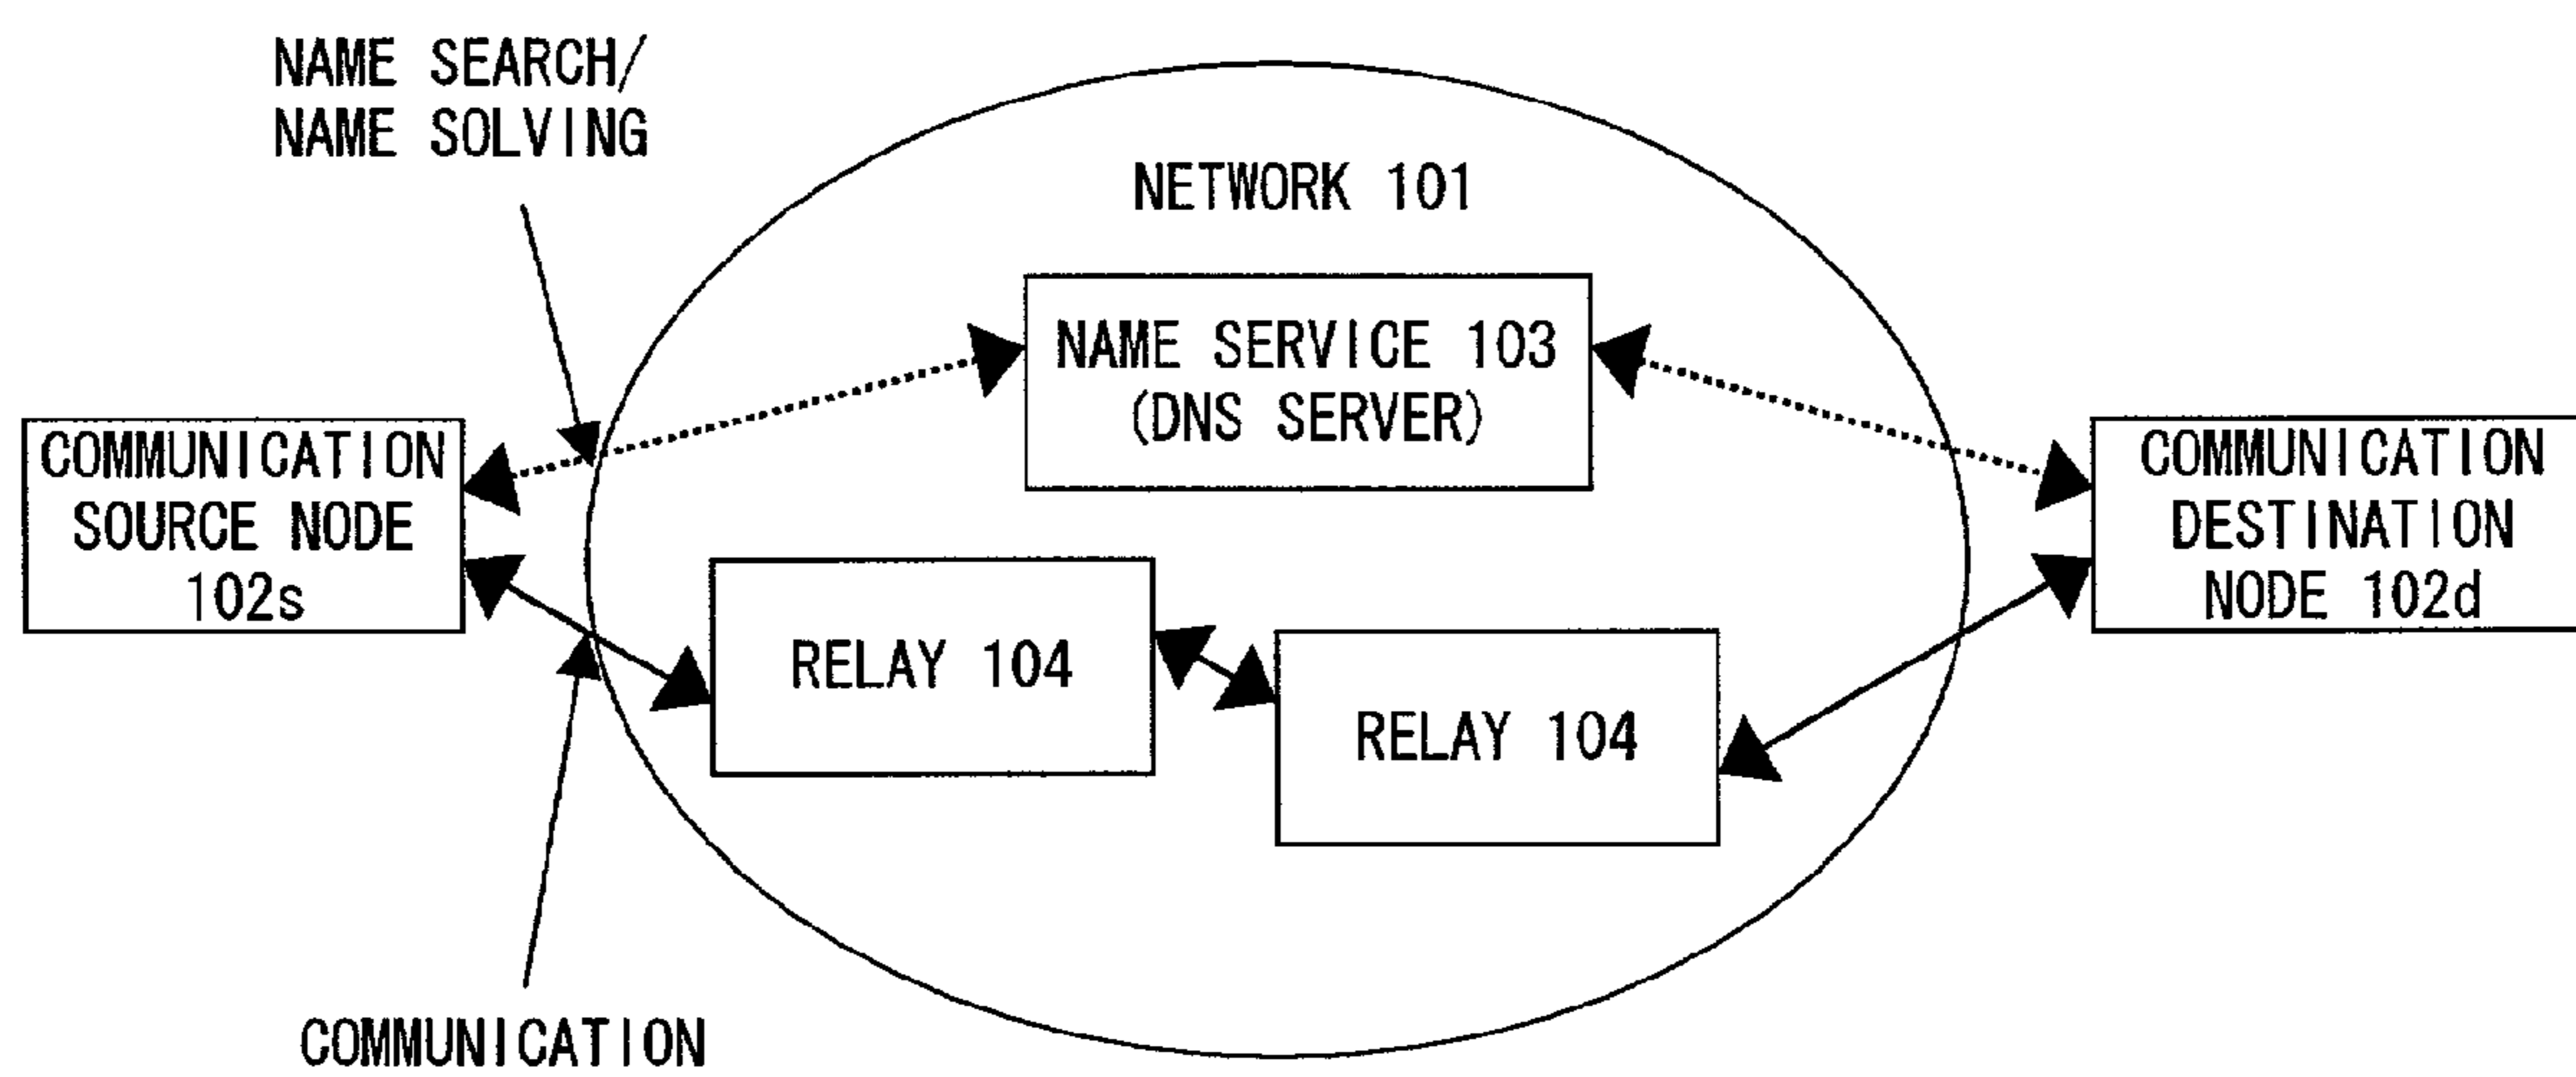 NAME SEARCH/
NAME SOLVING
NETWORK 101
NAME SERVICE 103
(DNS SERVER)
COMMUNICATION
SOURCE NODE
102s
COMMUNICATION
DESTINATION
NODE 102d
RELAY 104
RELAY 104
COMMUNICATION